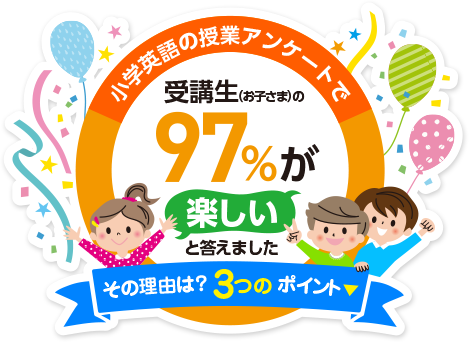 小学英語の授業アンケートで
受講生(お子さま)の
97%が
楽しい
と答えました
その理由は? 3つの ポイント▼